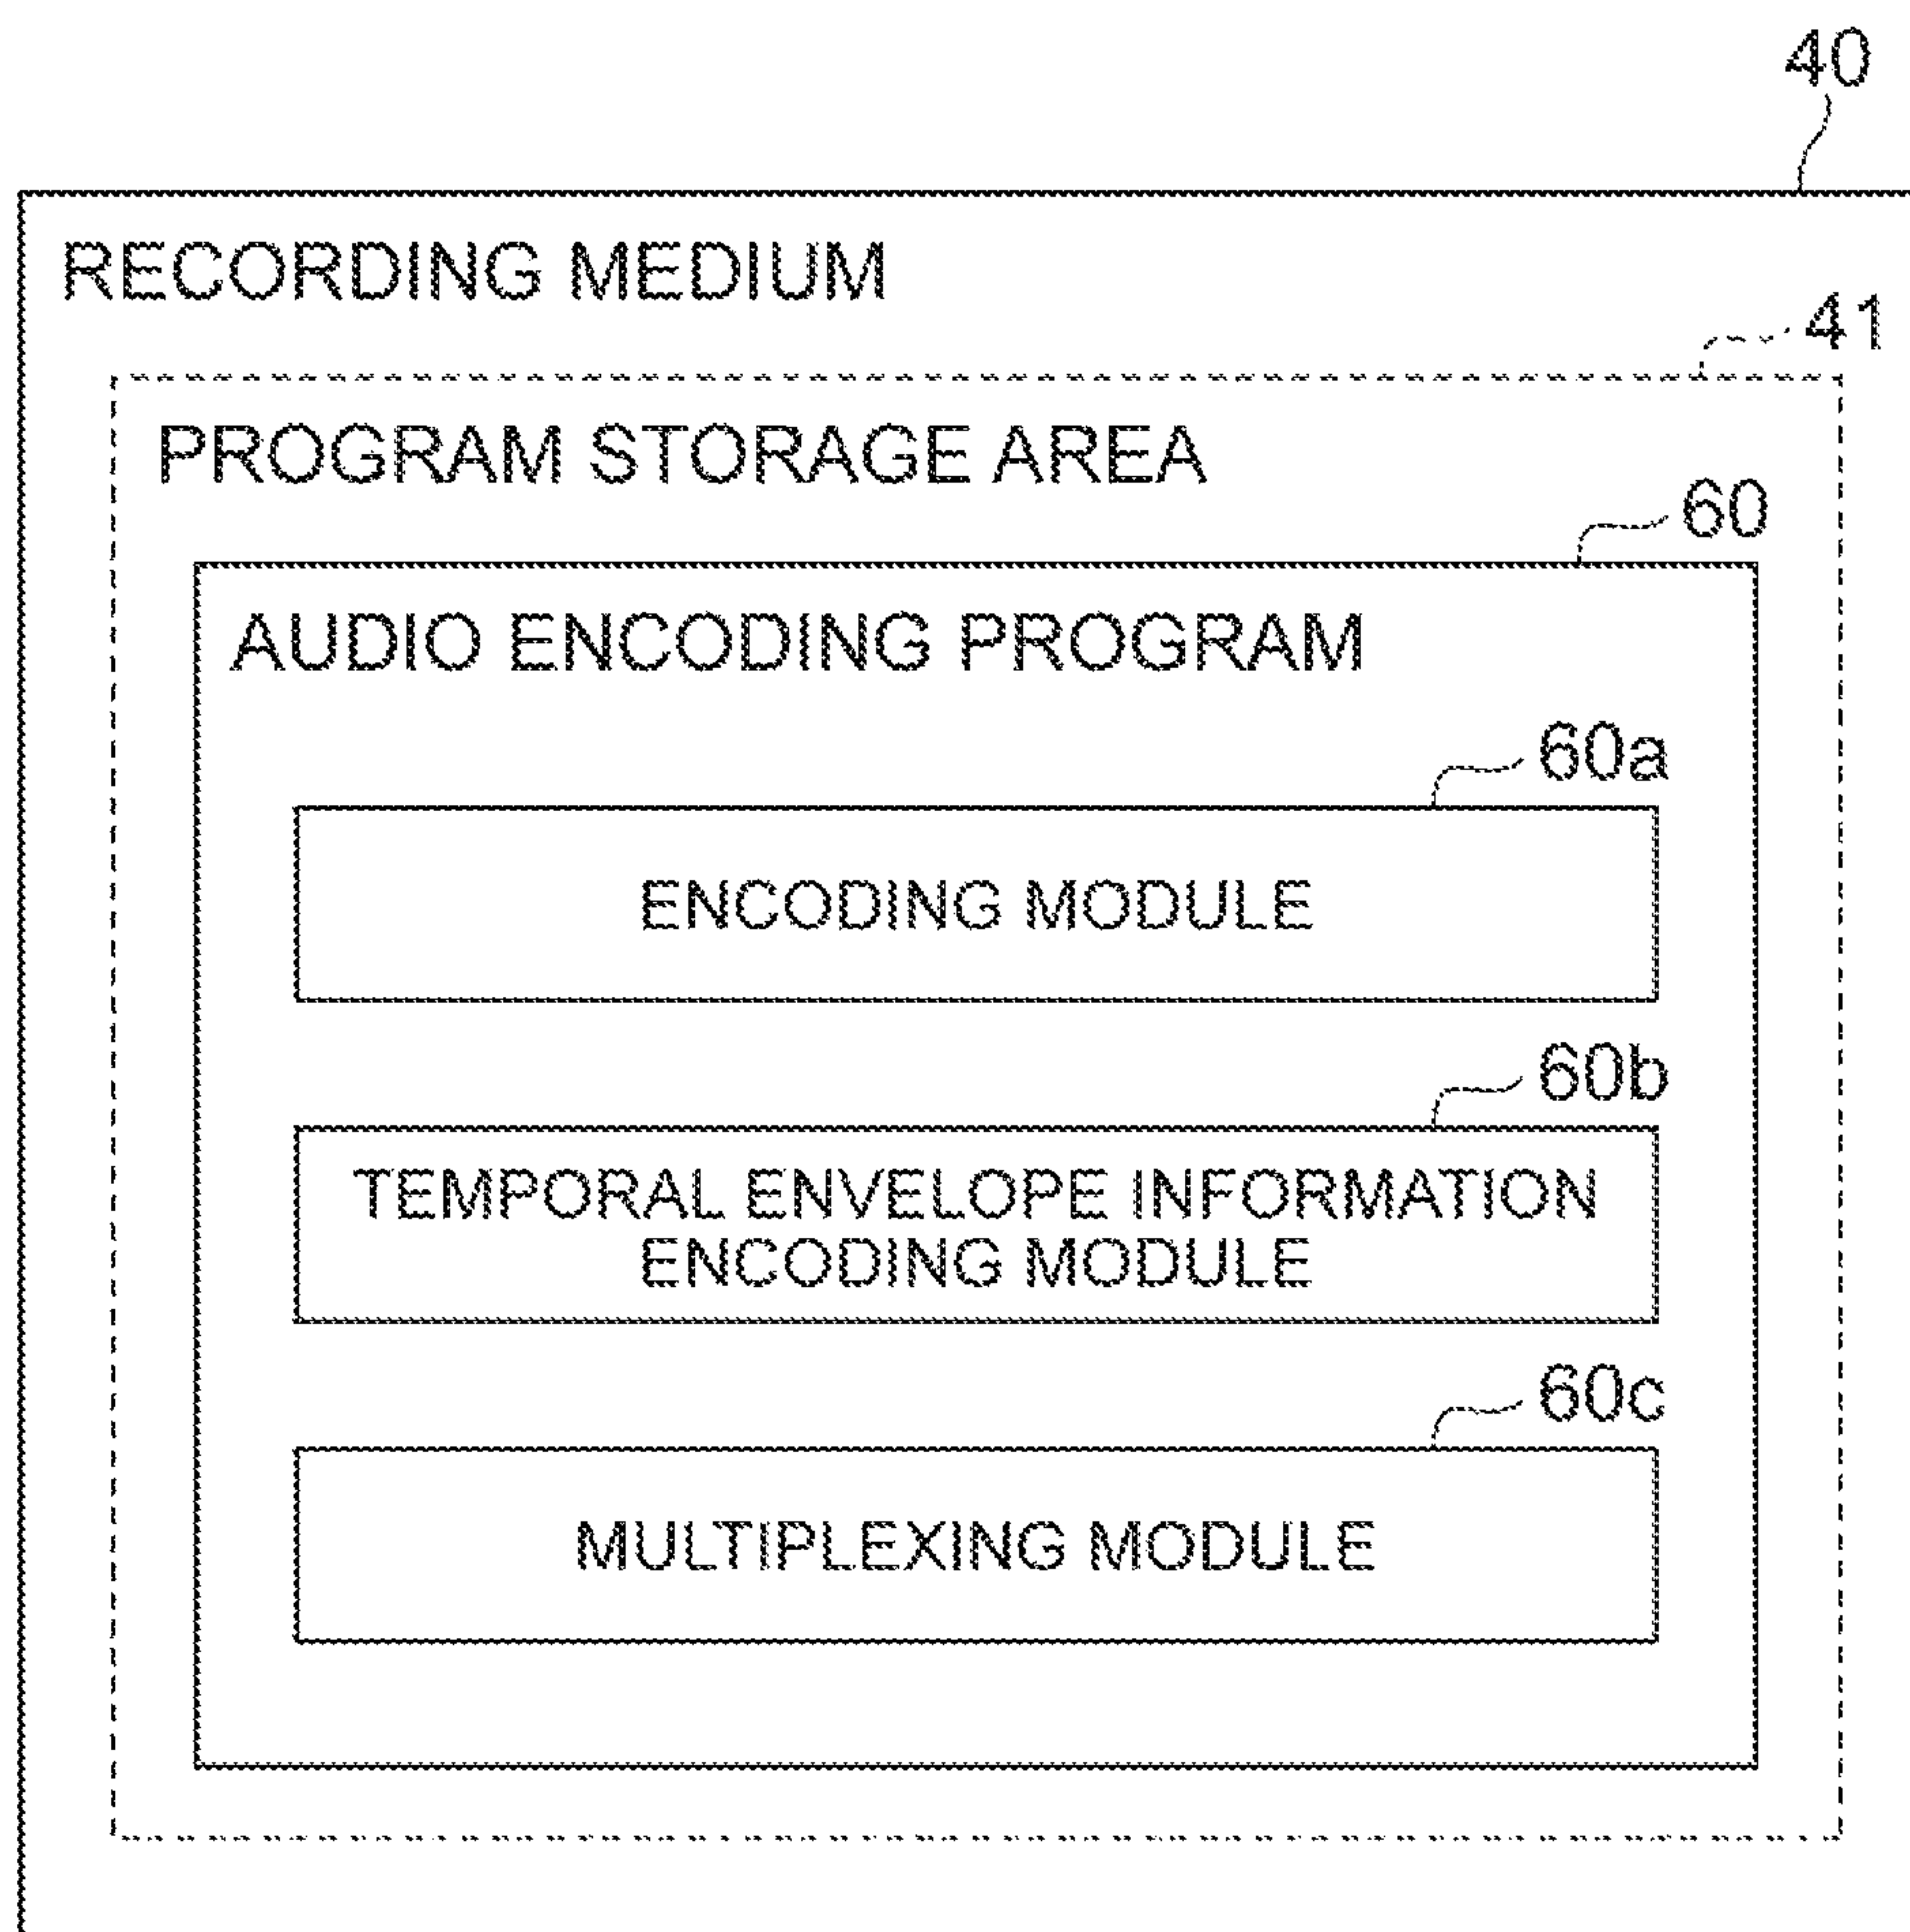 40
RECORDING MEDIUM
41
PROGRAM STORAGE AREA
60
AUDIO ENCODING PROGRAM
60a
ENCODING MODULE
60b
TEMPORAL ENVELOPE INFORMATION
ENCODING MODULE
60c
MULTIPLEXING MODULE